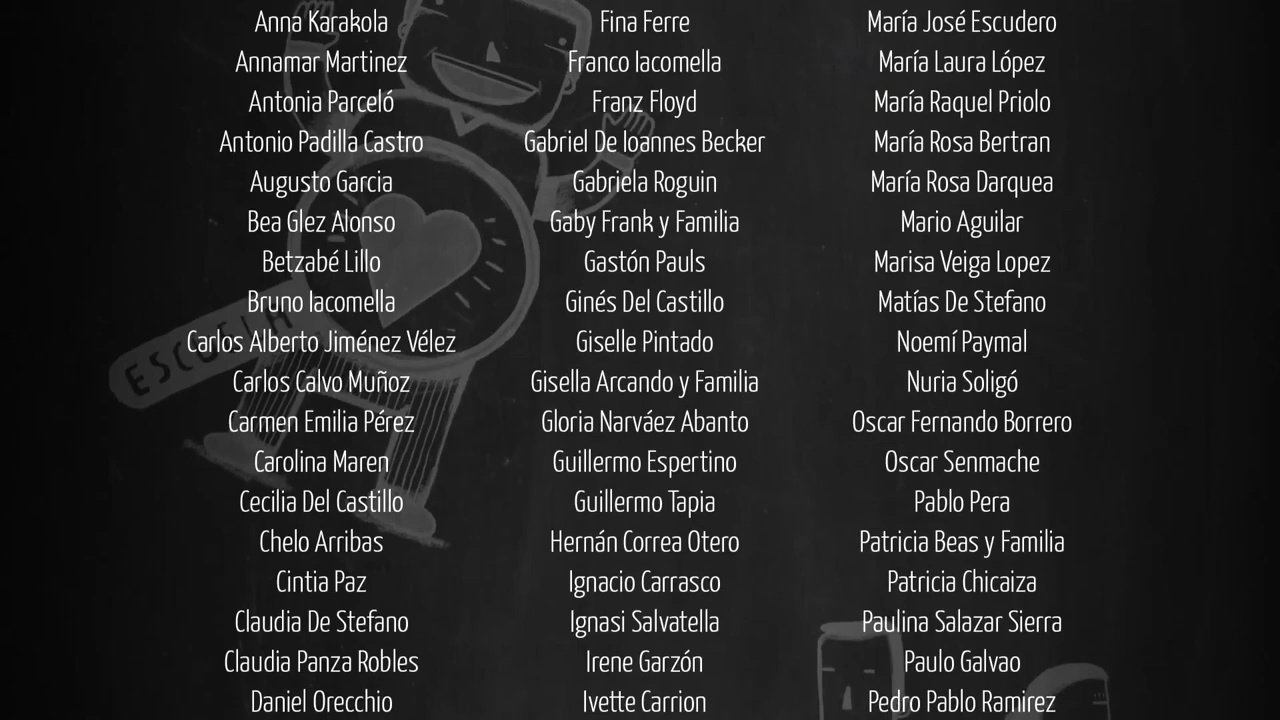 Anna Karakola
Annamar Martinez
Antonia Parceló
Antonio Padilla Castro
Augusto Garcia
Bea Glez Alonso
Betzabé Lillo
Bruno Iacomella
Carlos Alberto Jiménez Vélez
Carlos Calvo Muñoz
Carmen Emilia Pérez
Carolina Maren
Cecilia Del Castillo
Chelo Arribas
Cintia Paz
Claudia De Stefano
Claudia Panza Robles
Daniel Orecchio
Fina Ferre
Franco Iacomella
Franz Floyd
Gabriel De Ioannes Becker
Gabriela Roguin
Gaby Frank y Familia
Gastón Pauls
Ginés Del Castillo
Giselle Pintado
Gisella Arcando y Familia
Gloria Narváez Abanto
Guillermo Espertino
Guillermo Tapia
Hernán Correa Otero
Ignacio Carrasco
Ignasi Salvatella
Irene Garzón
Ivette Carrion
María José Escudero
María Laura López
María Raquel Priolo
María Rosa Bertran
María Rosa Darquea
Mario Aguilar
Marisa Veiga Lopez
Matías De Stefano
Noemí Paymal
Nuria Soligó
Oscar Fernando Borrero
Oscar Senmache
Pablo Pera
Patricia Beas y Familia
Patricia Chicaiza
Paulina Salazar Sierra
Paulo Galvao
Pedro Pablo Ramirez